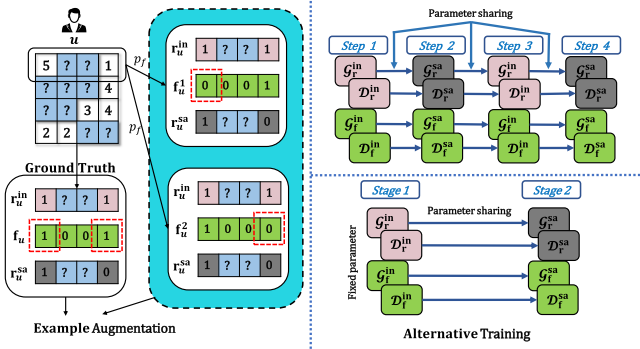 u
5 ? ? 1
? ? ? 4
? ? 3 4
2 2 ? ?
p_f
p_f
Ground Truth
r_u^in 1 ? ? 1
f_u 1 0 0 1
r_u^sa 1 ? ? 0
r_u^in 1 ? ? 1
f_u^1 0 0 0 1
r_u^sa 1 ? ? 0
r_u^in 1 ? ? 1
f_u^2 1 0 0 0
r_u^sa 1 ? ? 0
Example Augmentation
Parameter sharing
Step 1 Step 2 Step 3 Step 4
𝒢_r^in 𝒢_r^sa 𝒢_r^in 𝒢_r^sa
𝒟_r^in 𝒟_r^sa 𝒟_r^in 𝒟_r^sa
𝒢_f^in 𝒢_f^sa 𝒢_f^in 𝒢_f^sa
𝒟_f^in 𝒟_f^sa 𝒟_f^in 𝒟_f^sa
Stage 1 Stage 2
Parameter sharing
Fixed parameter
𝒢_r^in 𝒢_r^sa
𝒟_r^in 𝒟_r^sa
𝒢_f^in 𝒢_f^sa
𝒟_f^in 𝒟_f^sa
Alternative Training